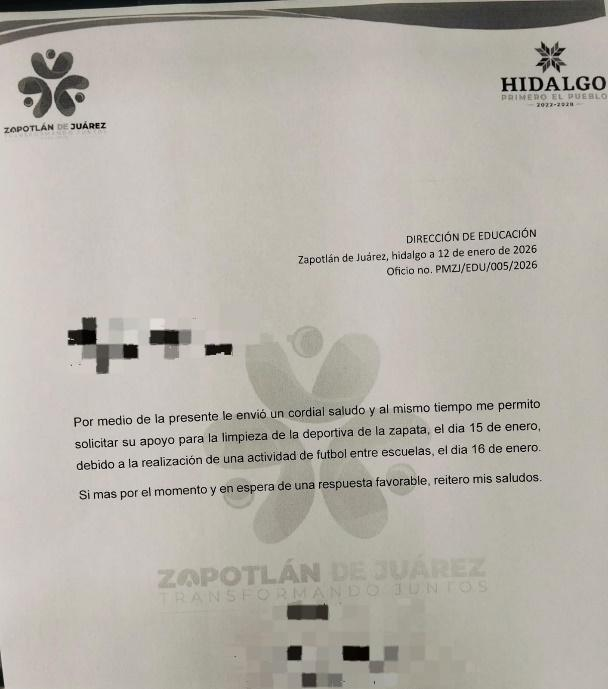 ZAPOTLÁN DE JUÁREZ
TRANSFORMANDO JUNTOS
HIDALGO
PRIMERO EL PUEBLO
2022-2028
DIRECCIÓN DE EDUCACIÓN
Zapotlán de Juárez, hidalgo a 12 de enero de 2026
Oficio no. PMZJ/EDU/005/2026
Por medio de la presente le envió un cordial saludo y al mismo tiempo me permito
solicitar su apoyo para la limpieza de la deportiva de la zapata, el dia 15 de enero,
debido a la realización de una actividad de futbol entre escuelas, el dia 16 de enero.
Si mas por el momento y en espera de una respuesta favorable, reitero mis saludos.
ZAPOTLÁN DE JUÁREZ
TRANSFORMANDO JUNTOS